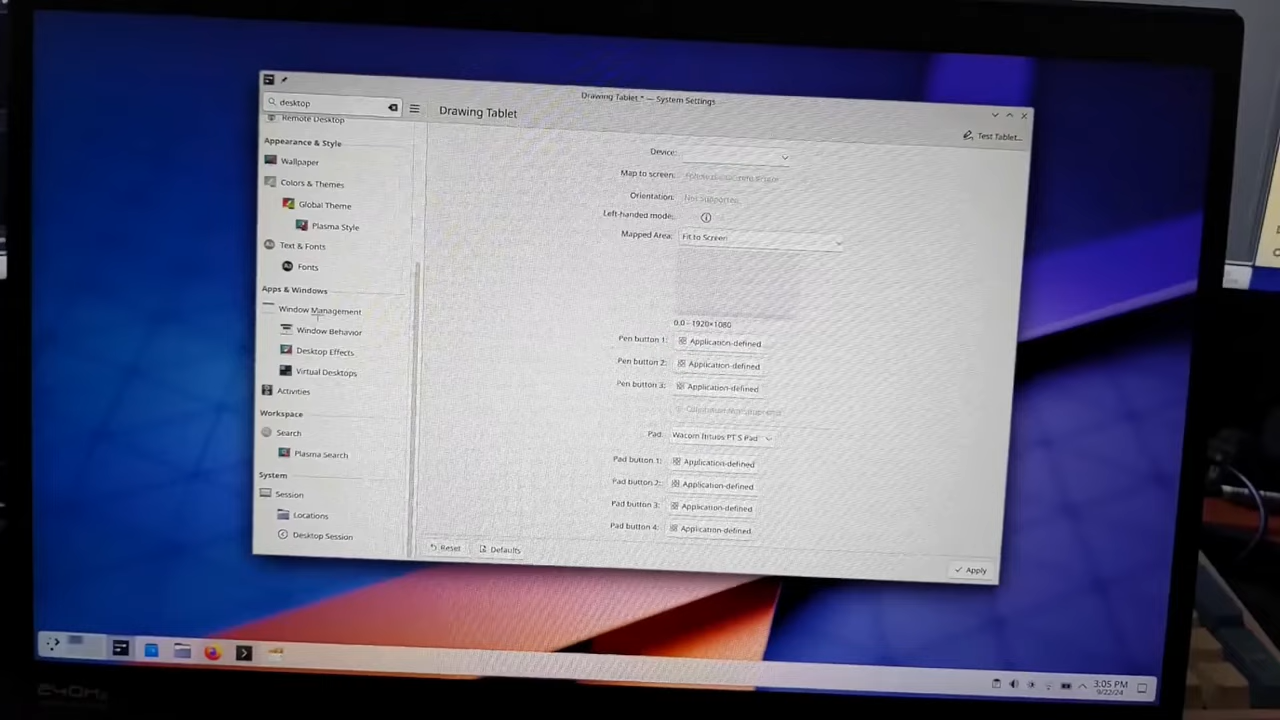 Drawing Tablet * — System Settings
desktop
Drawing Tablet
Test Tablet...
Remote Desktop
Appearance & Style
Wallpaper
Colors & Themes
Global Theme
Plasma Style
Text & Fonts
Fonts
Apps & Windows
Window Management
Window Behavior
Desktop Effects
Virtual Desktops
Activities
Workspace
Search
Plasma Search
System
Session
Locations
Desktop Session
Device:
Map to screen:
Orientation: Not Supported
Left-handed mode:
Mapped Area: Fit to Screen
0,0 - 1920×1080
Pen button 1: Application-defined
Pen button 2: Application-defined
Pen button 3: Application-defined
Pad: Wacom Intuos PT S Pad
Pad button 1: Application-defined
Pad button 2: Application-defined
Pad button 3: Application-defined
Pad button 4: Application-defined
Reset Defaults
Apply
3:05 PM
9/22/24
240Hz